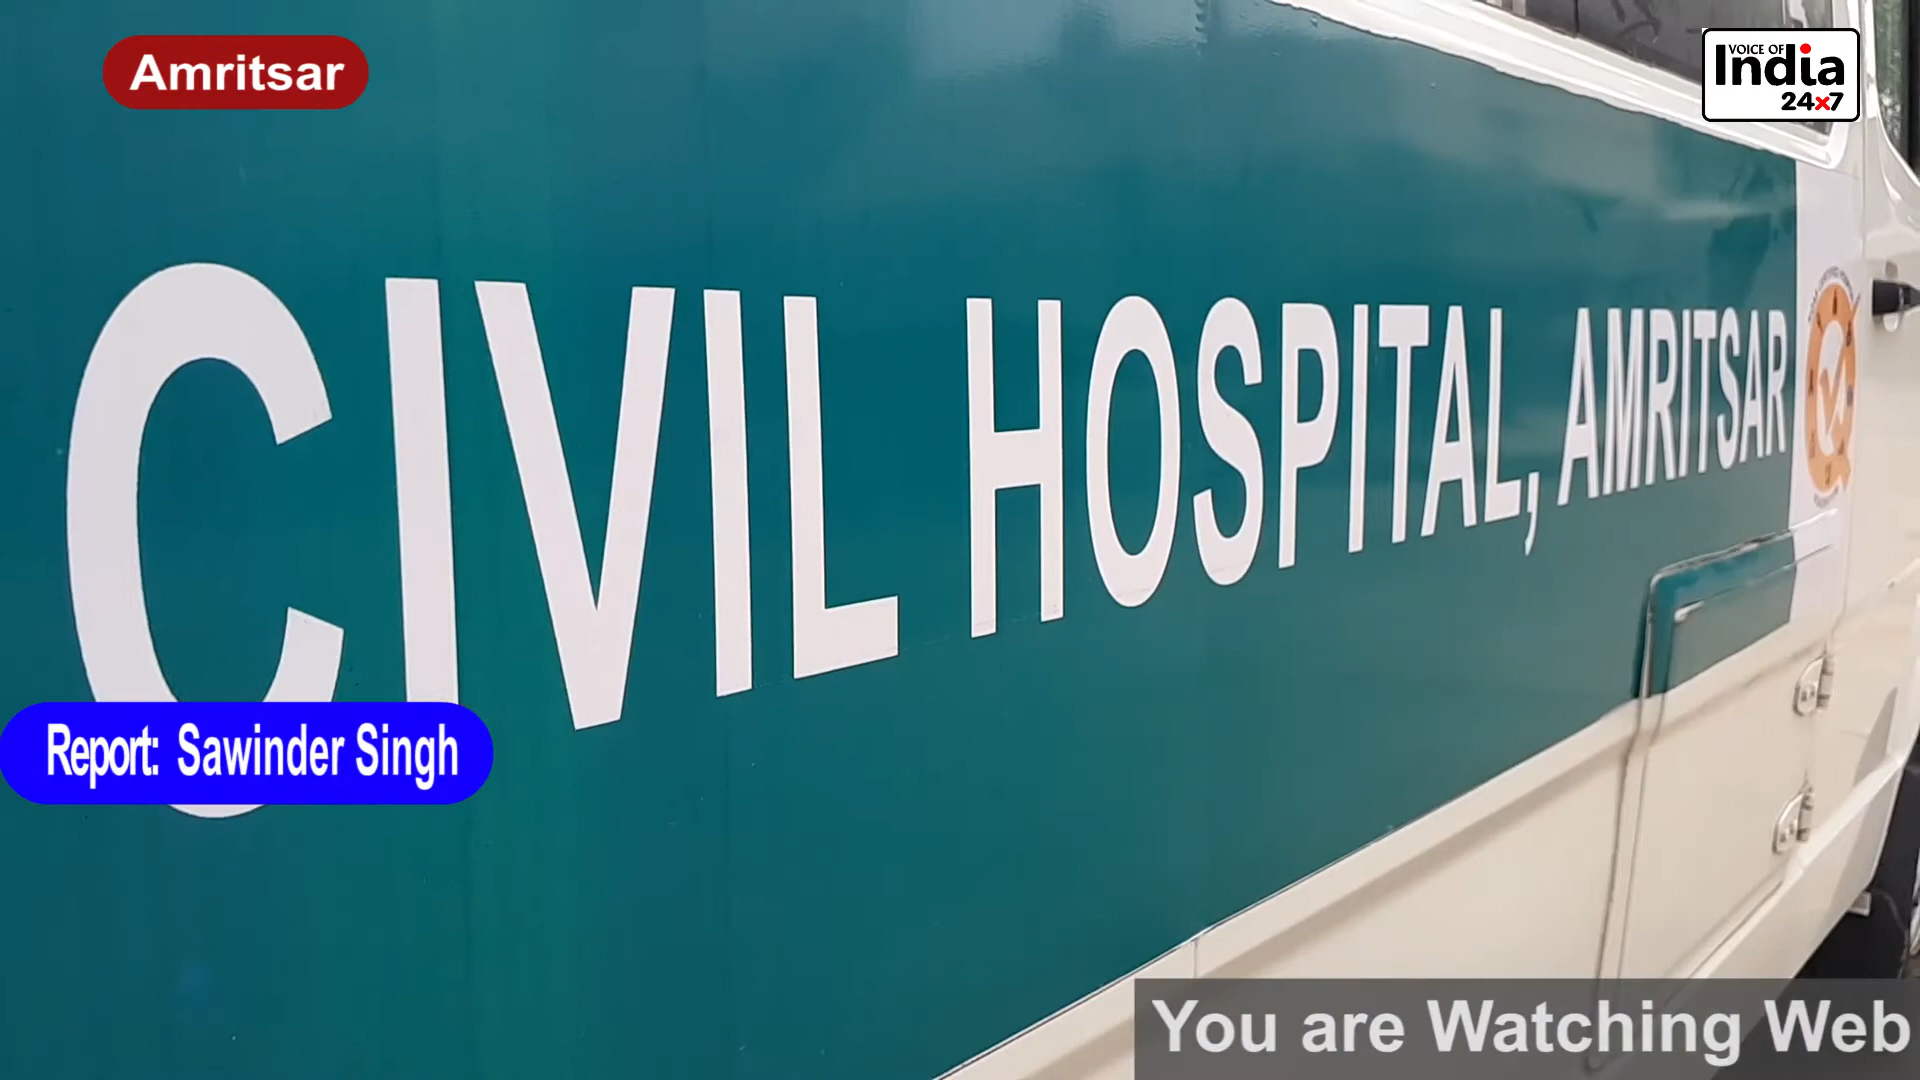 Amritsar
VOICE OF
India
24x7
CIVIL HOSPITAL, AMRITSAR
Report: Sawinder Singh
You are Watching Web